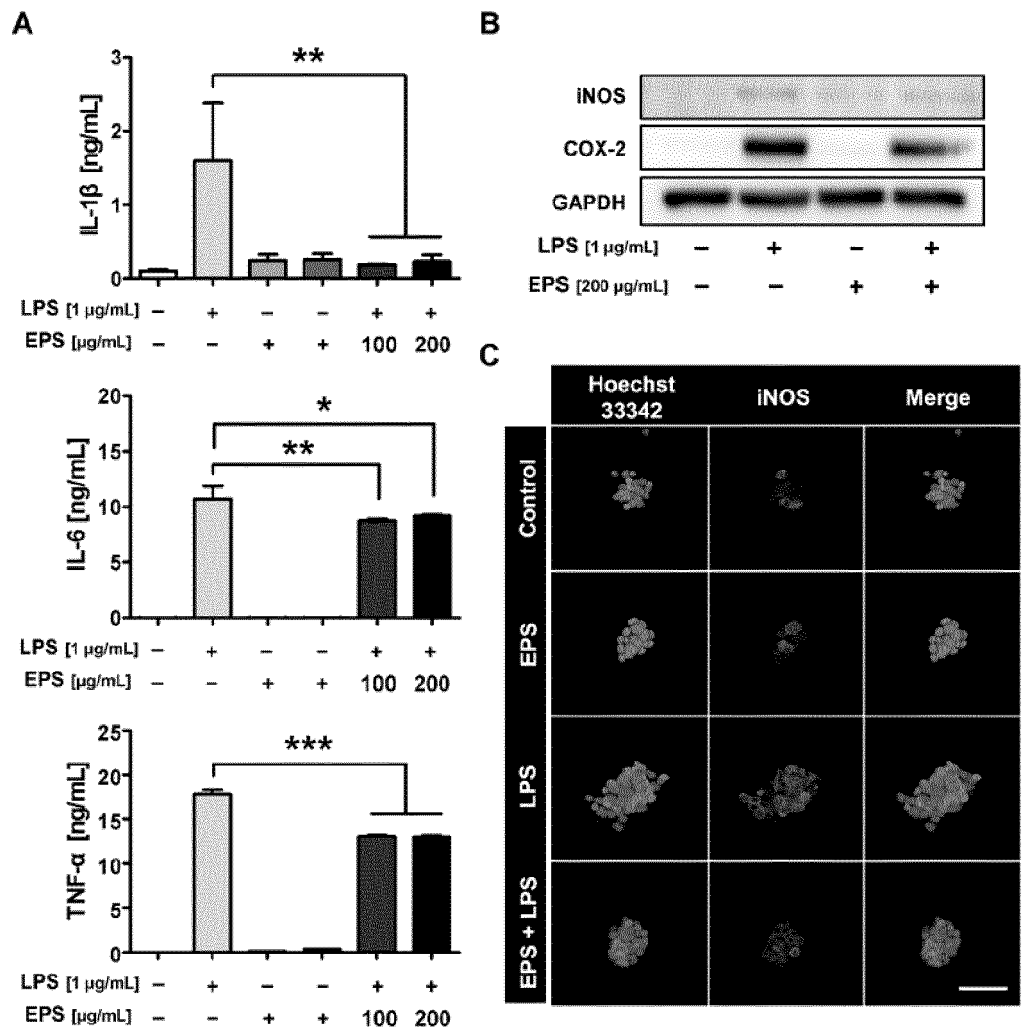 A
**
3
2
1
0
IL-1β [ng/mL]
LPS [1 µg/mL] – + – – + +
EPS [µg/mL] – – + + 100 200
*
**
20
15
10
5
0
IL-6 [ng/mL]
LPS [1 µg/mL] – + – – + +
EPS [µg/mL] – – + + 100 200
***
25
20
15
10
5
0
TNF-α [ng/mL]
LPS [1 µg/mL] – + – – + +
EPS [µg/mL] – – + + 100 200
B
iNOS
COX-2
GAPDH
LPS [1 µg/mL] – + – +
EPS [200 µg/mL] – – + +
C
Hoechst
33342
iNOS
Merge
Control
EPS
LPS
EPS + LPS